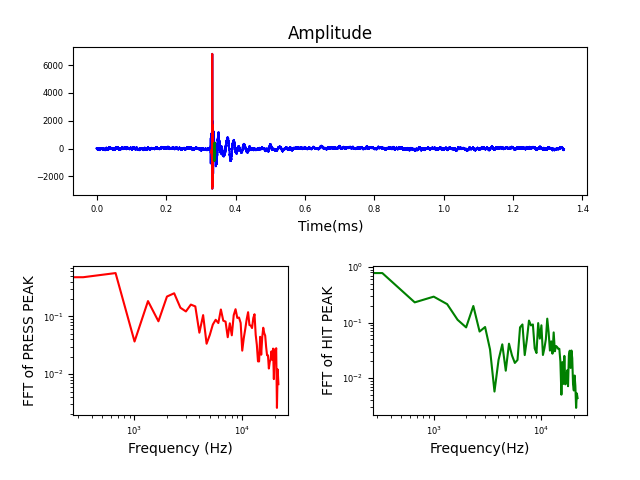 Amplitude
6000
4000
2000
0
−2000
0.0 0.2 0.4 0.6 0.8 1.0 1.2 1.4
Time(ms)
FFT of PRESS PEAK
10⁻¹
10⁻²
10³ 10⁴
Frequency (Hz)
FFT of HIT PEAK
10⁰
10⁻¹
10⁻²
10³ 10⁴
Frequency(Hz)